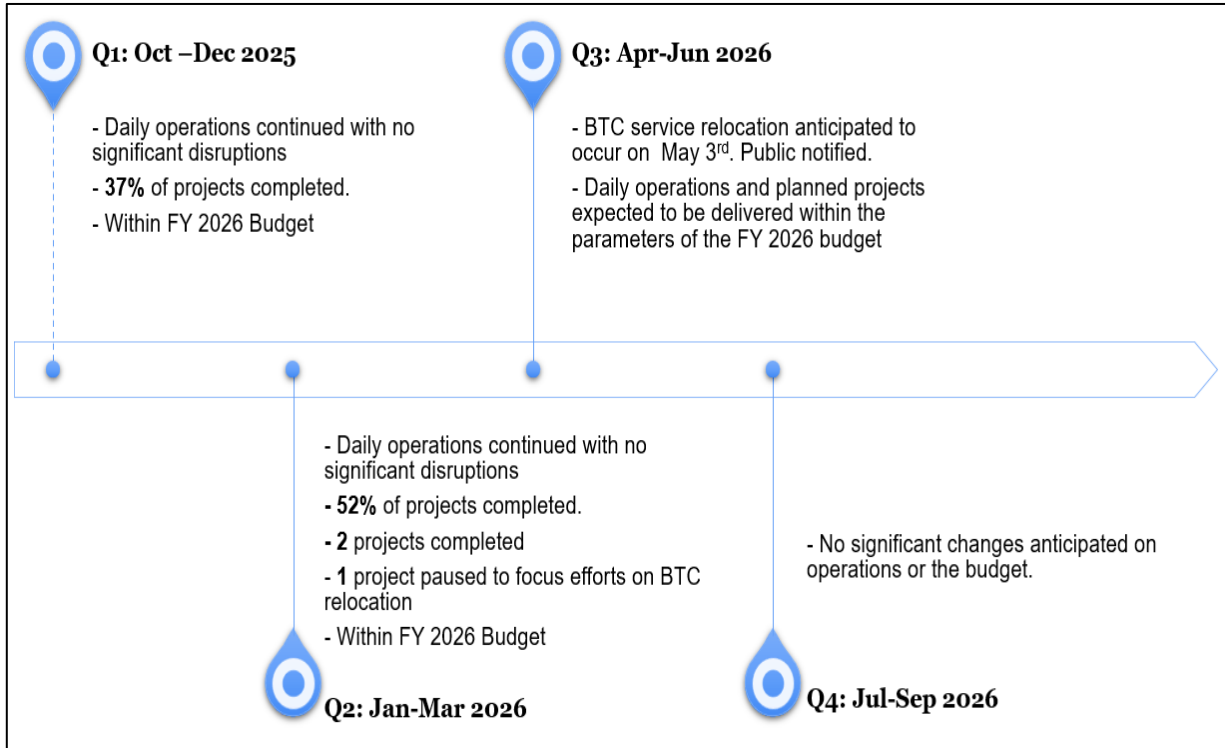 Q1: Oct –Dec 2025
- Daily operations continued with no
significant disruptions
- 37% of projects completed.
- Within FY 2026 Budget
Q3: Apr-Jun 2026
- BTC service relocation anticipated to
occur on  May 3rd. Public notified.
- Daily operations and planned projects
expected to be delivered within the
parameters of the FY 2026 budget
- Daily operations continued with no
significant disruptions
- 52% of projects completed.
- 2 projects completed
- 1 project paused to focus efforts on BTC
relocation
- Within FY 2026 Budget
Q2: Jan-Mar 2026
- No significant changes anticipated on
operations or the budget.
Q4: Jul-Sep 2026